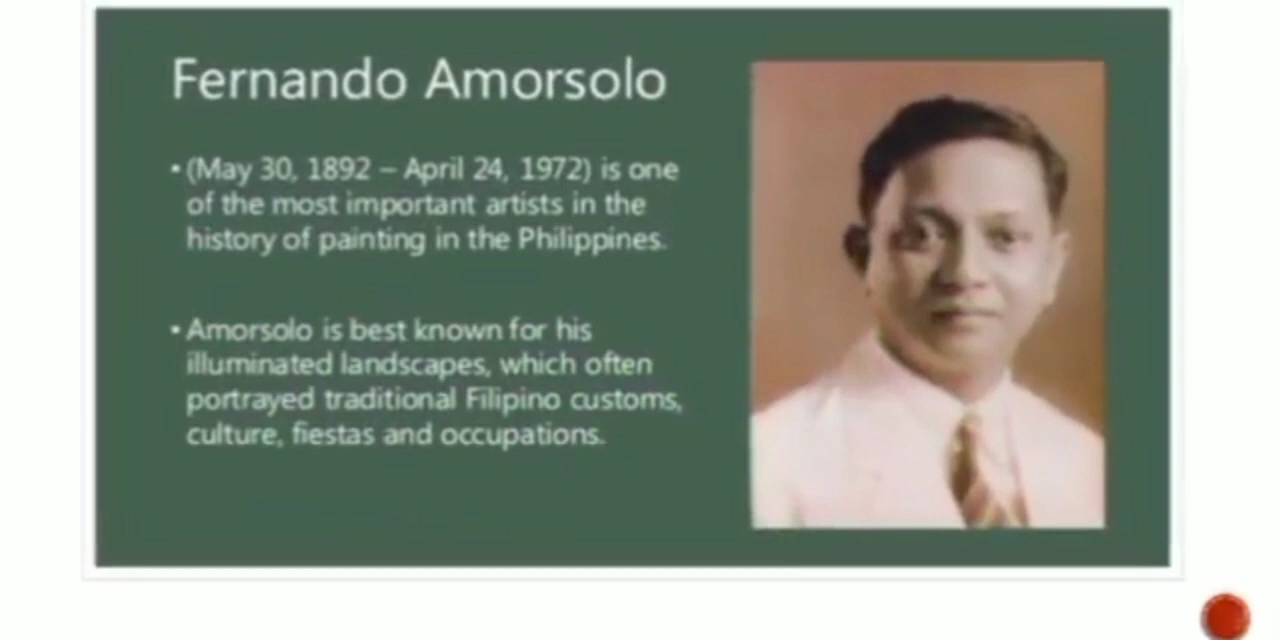 Fernando Amorsolo
• (May 30, 1892 – April 24, 1972) is one
of the most important artists in the
history of painting in the Philippines.
• Amorsolo is best known for his
illuminated landscapes, which often
portrayed traditional Filipino customs,
culture, fiestas and occupations.